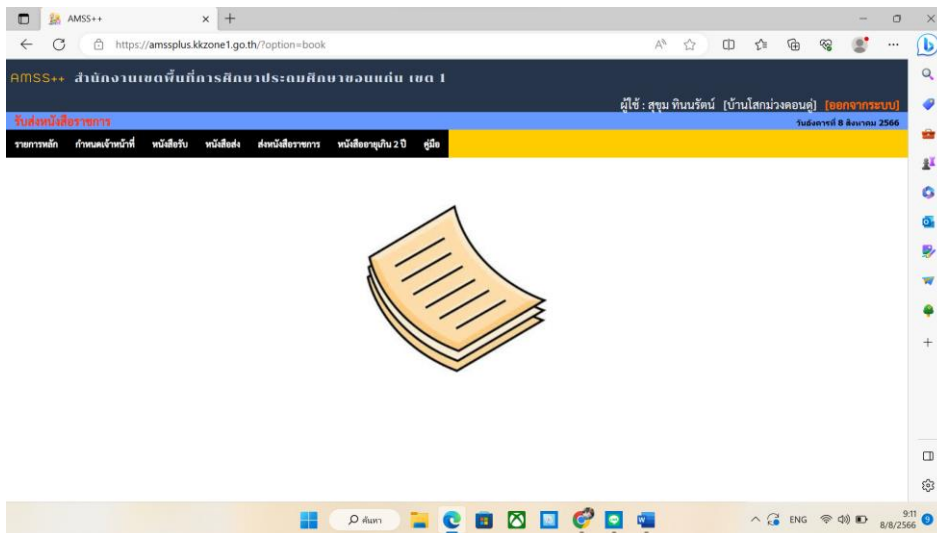 AMSS++
https://amssplus.kkzone1.go.th/?option=book
AMSS++ สำนักงานเขตพื้นที่การศึกษาประถมศึกษาขอนแก่น เขต 1
ผู้ใช้ : สุขุม ทินนรัตน์ [บ้านโสกม่วงดอนดู่] [ออกจากระบบ]
รับส่งหนังสือราชการ วันอังคารที่ 8 สิงหาคม 2566
รายการหลัก กำหนดเจ้าหน้าที่ หนังสือรับ หนังสือส่ง ส่งหนังสือราชการ หนังสืออายุเกิน 2 ปี คู่มือ
ค้นหา ENG 9:11
8/8/2566 9